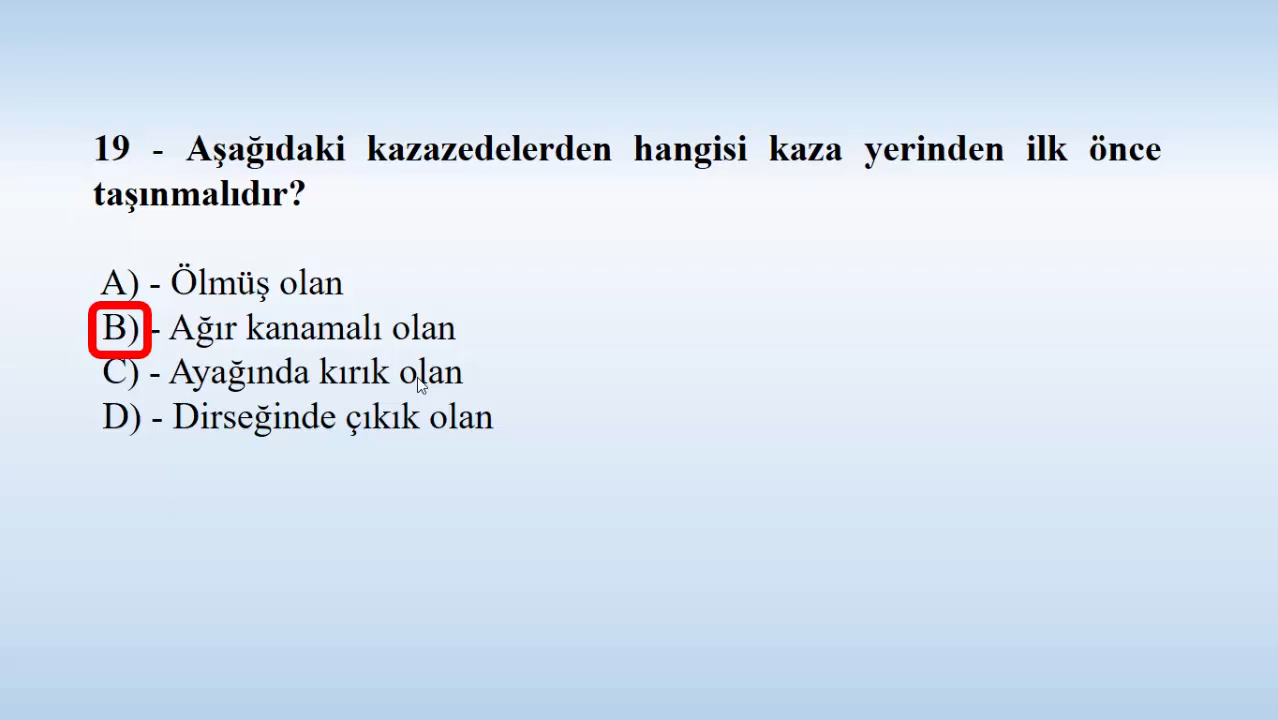 19 - Aşağıdaki kazazedelerden hangisi kaza yerinden ilk önce
taşınmalıdır?
A) - Ölmüş olan
B) - Ağır kanamalı olan
C) - Ayağında kırık olan
D) - Dirseğinde çıkık olan